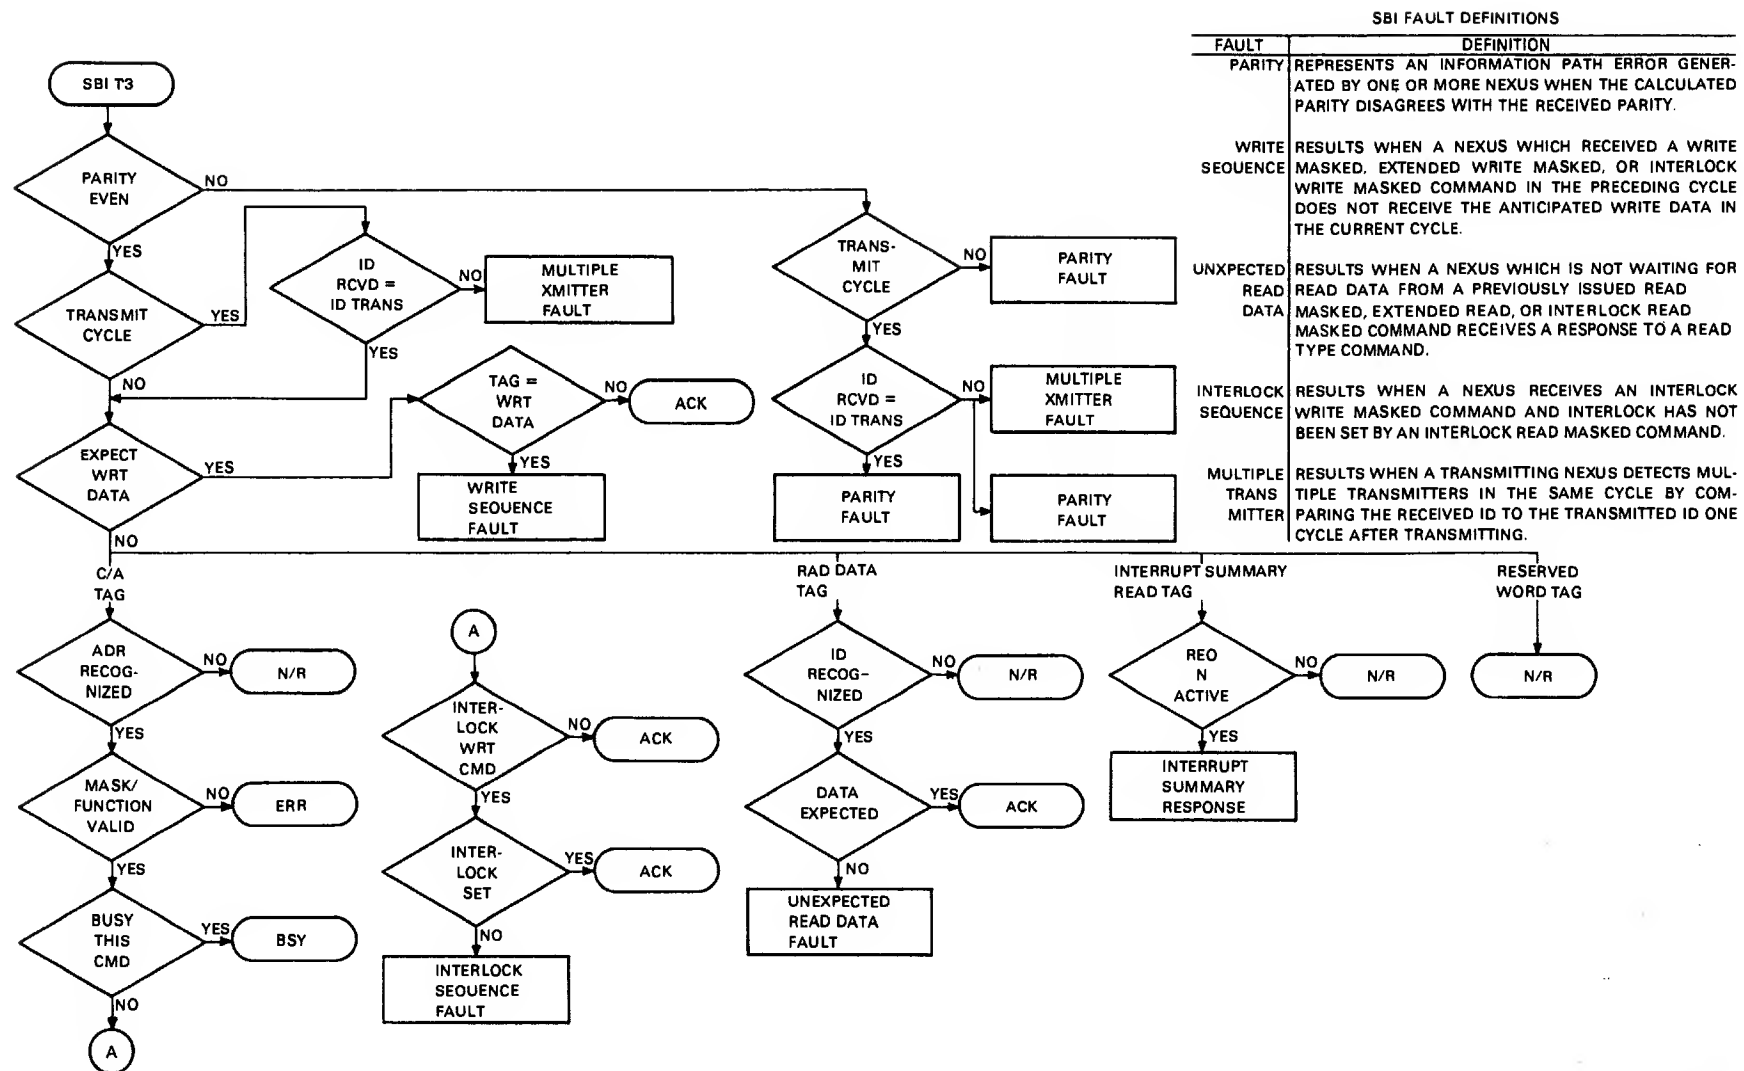 SBI FAULT DEFINITIONS
FAULT DEFINITION
PARITY REPRESENTS AN INFORMATION PATH ERROR GENER-
ATED BY ONE OR MORE NEXUS WHEN THE CALCULATED
PARITY DISAGREES WITH THE RECEIVED PARITY.
WRITE RESULTS WHEN A NEXUS WHICH RECEIVED A WRITE
SEQUENCE MASKED, EXTENDED WRITE MASKED, OR INTERLOCK
WRITE MASKED COMMAND IN THE PRECEDING CYCLE
DOES NOT RECEIVE THE ANTICIPATED WRITE DATA IN
THE CURRENT CYCLE.
UNXPECTED RESULTS WHEN A NEXUS WHICH IS NOT WAITING FOR
READ READ DATA FROM A PREVIOUSLY ISSUED READ
DATA MASKED, EXTENDED READ, OR INTERLOCK READ
MASKED COMMAND RECEIVES A RESPONSE TO A READ
TYPE COMMAND.
INTERLOCK RESULTS WHEN A NEXUS RECEIVES AN INTERLOCK
SEQUENCE WRITE MASKED COMMAND AND INTERLOCK HAS NOT
BEEN SET BY AN INTERLOCK READ MASKED COMMAND.
MULTIPLE RESULTS WHEN A TRANSMITTING NEXUS DETECTS MUL-
TRANS TIPLE TRANSMITTERS IN THE SAME CYCLE BY COM-
MITTER PARING THE RECEIVED ID TO THE TRANSMITTED ID ONE
CYCLE AFTER TRANSMITTING.
SBI T3
PARITY
EVEN
NO
YES
TRANSMIT
CYCLE
YES
NO
ID
RCVD =
ID TRANS
NO
YES
MULTIPLE
XMITTER
FAULT
EXPECT
WRT
DATA
YES
NO
TAG =
WRT
DATA
NO
ACK
YES
WRITE
SEQUENCE
FAULT
TRANS-
MIT
CYCLE
NO
PARITY
FAULT
YES
ID
RCVD =
ID TRANS
NO
MULTIPLE
XMITTER
FAULT
YES
PARITY
FAULT
PARITY
FAULT
C/A
TAG
ADR
RECOG-
NIZED
NO
N/R
YES
MASK/
FUNCTION
VALID
NO
ERR
YES
BUSY
THIS
CMD
YES
BSY
NO
A
A
INTER-
LOCK
WRT
CMD
NO
ACK
YES
INTER-
LOCK
SET
YES
ACK
NO
INTERLOCK
SEOUENCE
FAULT
RAD DATA
TAG
ID
RECOG-
NIZED
NO
N/R
YES
DATA
EXPECTED
YES
ACK
NO
UNEXPECTED
READ DATA
FAULT
INTERRUPT SUMMARY
READ TAG
REO
N
ACTIVE
NO
N/R
YES
INTERRUPT
SUMMARY
RESPONSE
RESERVED
WORD TAG
N/R